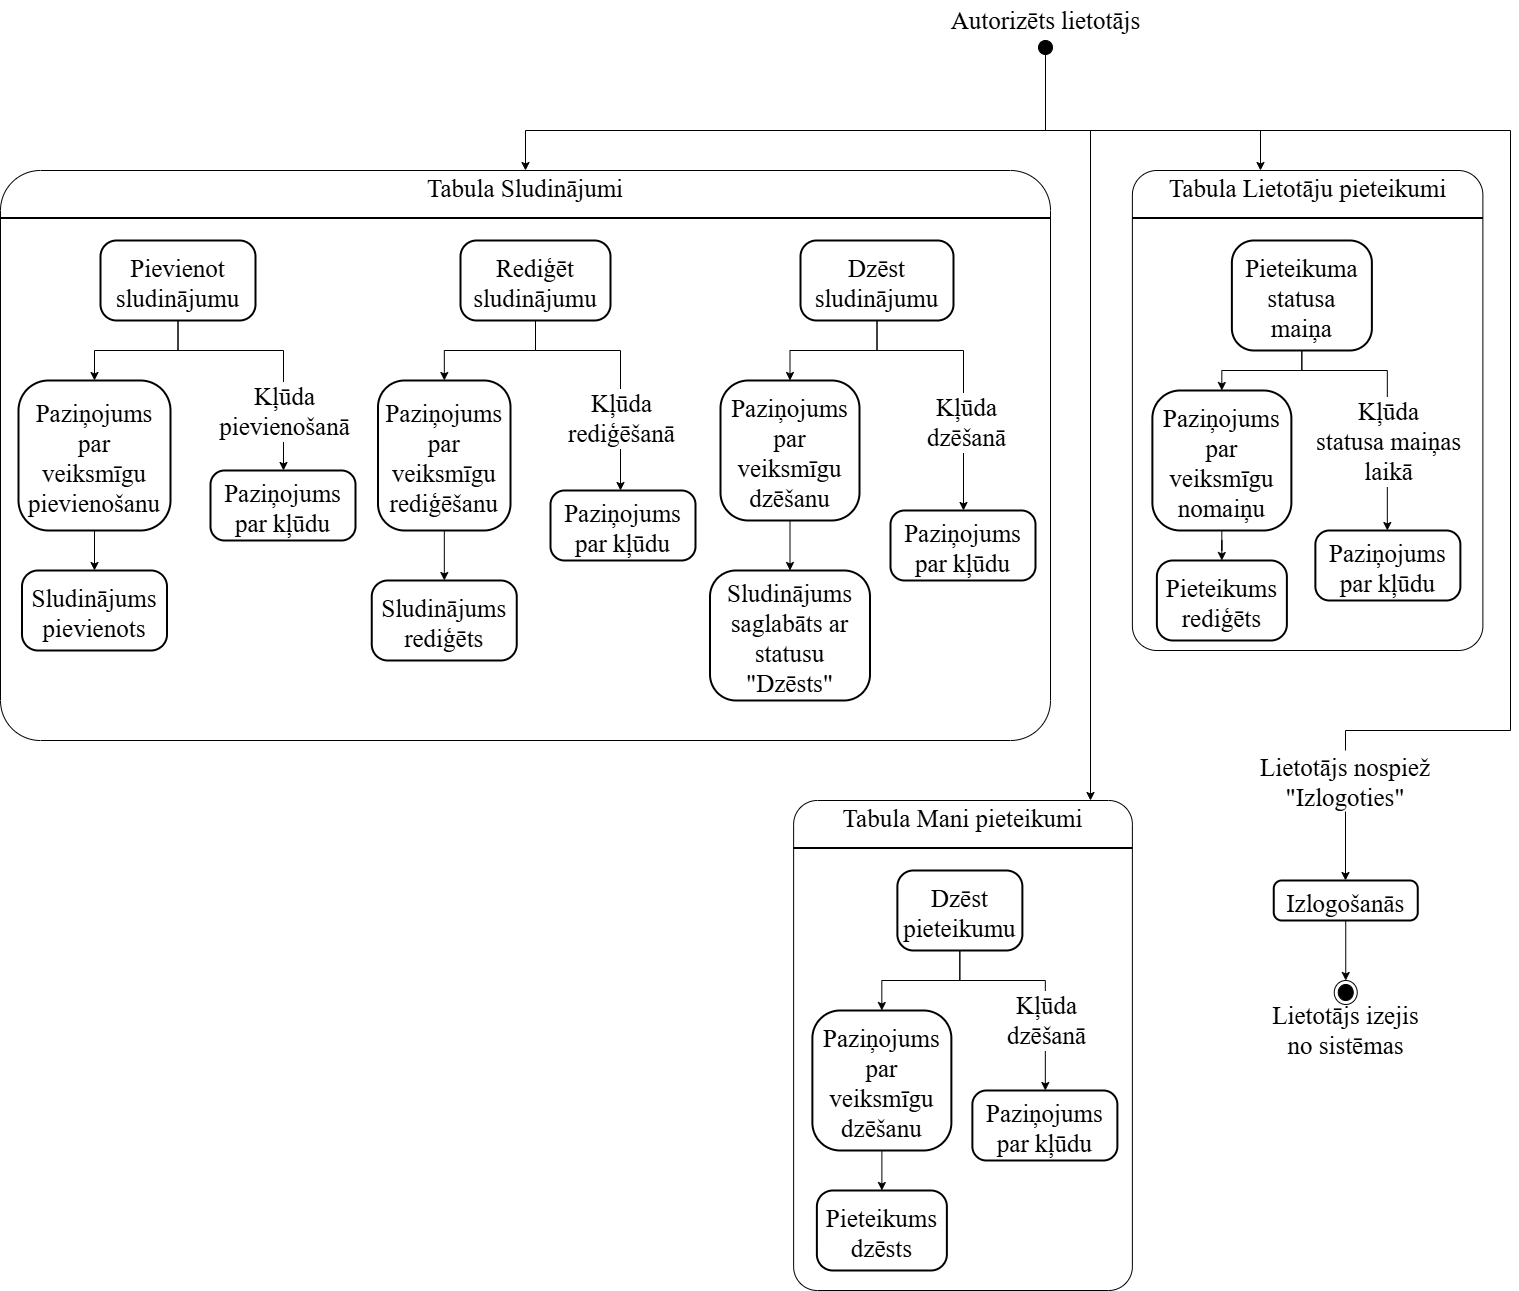 Autorizēts lietotājs
Tabula Sludinājumi
Pievienot
sludinājumu
Paziņojums
par
veiksmīgu
pievienošanu
Kļūda
pievienošanā
Paziņojums
par kļūdu
Sludinājums
pievienots
Rediģēt
sludinājumu
Paziņojums
par
veiksmīgu
rediģēšanu
Kļūda
rediģēšanā
Paziņojums
par kļūdu
Sludinājums
rediģēts
Dzēst
sludinājumu
Paziņojums
par
veiksmīgu
dzēšanu
Kļūda
dzēšanā
Paziņojums
par kļūdu
Sludinājums
saglabāts ar
statusu
"Dzēsts"
Tabula Lietotāju pieteikumi
Pieteikuma
statusa
maiņa
Paziņojums
par
veiksmīgu
nomaiņu
Kļūda
statusa maiņas
laikā
Paziņojums
par kļūdu
Pieteikums
rediģēts
Tabula Mani pieteikumi
Dzēst
pieteikumu
Paziņojums
par
veiksmīgu
dzēšanu
Kļūda
dzēšanā
Paziņojums
par kļūdu
Pieteikums
dzēsts
Lietotājs nospiež
"Izlogoties"
Izlogošanās
Lietotājs izejis
no sistēmas